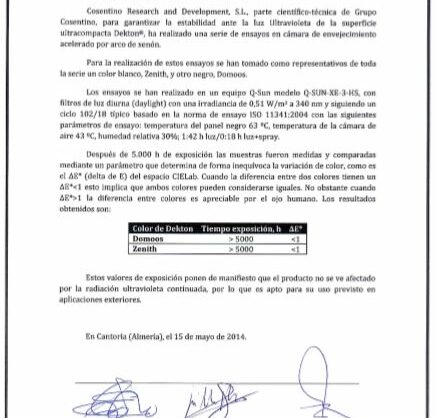 Cosentino Research and Development, S.L., parte científico-técnica de Grupo
Cosentino, para garantizar la estabilidad ante la luz Ultravioleta de la superficie
ultracompacta Dekton®, ha realizado una serie de ensayos en cámara de envejecimiento
acelerado por arco de xenón.
Para la realización de estos ensayos se han tomado como representativos de toda
la serie un color blanco, Zenith, y otro negro, Domoos.
Los ensayos se han realizado en un equipo Q-Sun modelo Q-SUN-XE-3-HS, con
filtros de luz diurna (daylight) con una irradiancia de 0,51 W/m² a 340 nm y siguiendo un
ciclo 102/18 típico basado en la norma de ensayo ISO 11341:2004 con las siguientes
parámetros de ensayo: temperatura del panel negro 63 ºC, temperatura de la cámara de
aire 43 ºC, humedad relativa 30%; 1:42 h luz/0:18 h luz+spray.
Después de 5.000 h de exposición las muestras fueron medidas y comparadas
mediante un parámetro que determina de forma inequívoca la variación de color, como es
el ΔE* (delta de E) del espacio CIELab. Cuando la diferencia entre dos colores tienen un
ΔE*<1 esto implica que ambos colores pueden considerarse iguales. No obstante cuando
ΔE*>1 la diferencia entre colores es apreciable por el ojo humano. Los resultados
obtenidos son:
Color de Dekton Tiempo exposición, h ΔE*
Domoos > 5000 <1
Zenith > 5000 <1
Estos valores de exposición ponen de manifiesto que el producto no se ve afectado
por la radiación ultravioleta continuada, por lo que es apto para su uso previsto en
aplicaciones exteriores.
En Cantoria (Almería), el 15 de mayo de 2014.